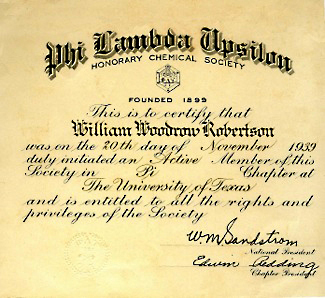 Phi Lambda Upsilon
HONORARY CHEMICAL SOCIETY
FOUNDED 1899
This is to certify that
William Woodrow Robertson
was on the 20th day of November 1939
duly initiated an Active Member of this
Society in Pi Chapter at
The University of Texas
and is entitled to all the rights and
privileges of the Society
W M Sandstrom
National President
Edwin
Chapter President